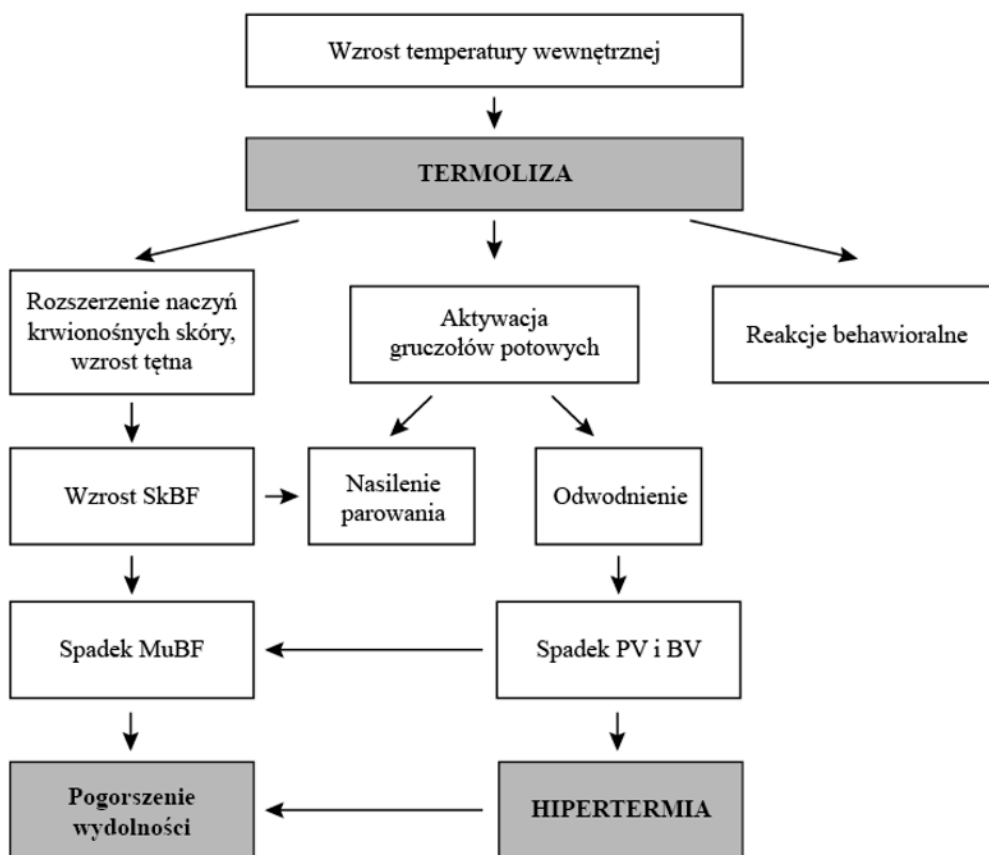 Wzrost temperatury wewnętrznej
TERMOLIZA
Rozszerzenie naczyń
krwionośnych skóry,
wzrost tętna
Aktywacja
gruczołów potowych
Reakcje behawioralne
Wzrost SkBF
Nasilenie
parowania
Odwodnienie
Spadek MuBF
Spadek PV i BV
Pogorszenie
wydolności
HIPERTERMIA